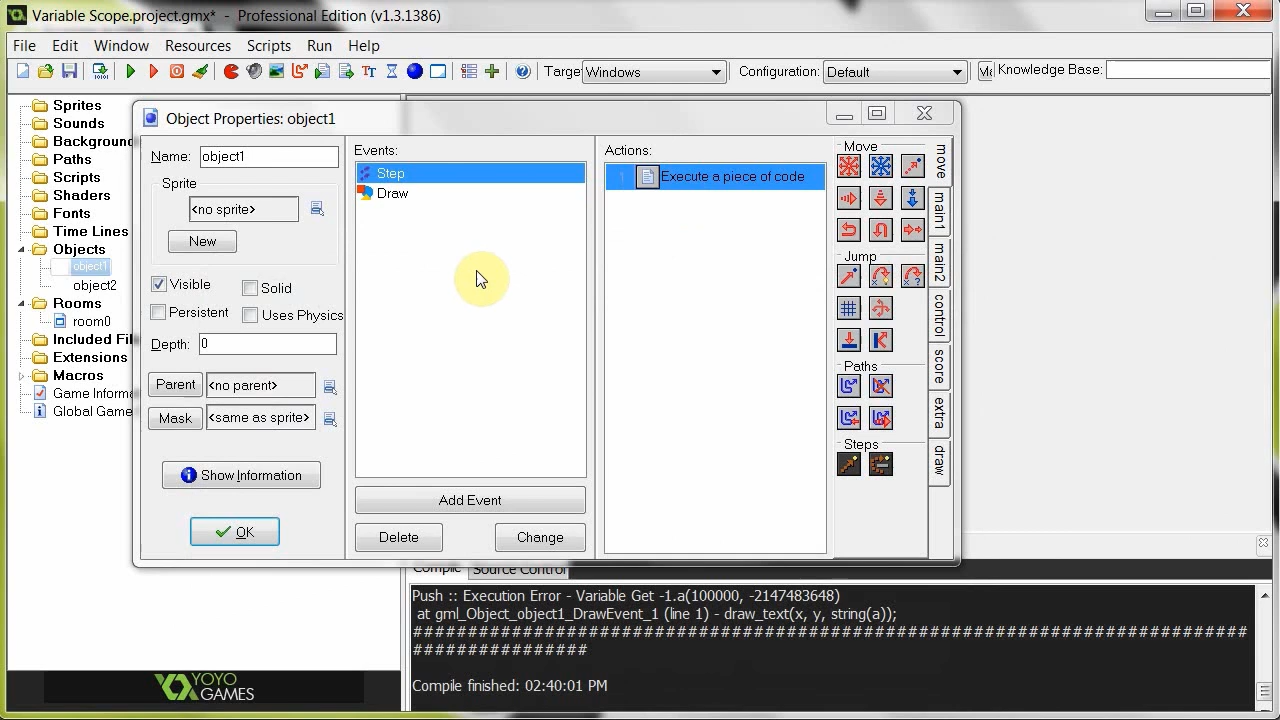 Variable Scope.project.gmx* - Professional Edition (v1.3.1386)
File Edit Window Resources Scripts Run Help
Targe Windows Configuration: Default Knowledge Base:
Sprites
Sounds
Background
Paths
Scripts
Shaders
Fonts
Time Lines
Objects
object1
object2
Rooms
room0
Included Fil
Extensions
Macros
Game Informa
Global Game
Object Properties: object1
Name: object1
Sprite
<no sprite>
New
Visible
Solid
Persistent
Uses Physics
Depth: 0
Parent <no parent>
Mask <same as sprite>
Show Information
OK
Events:
Step
Draw
Add Event
Delete
Change
Actions:
1 Execute a piece of code
Move
Jump
Paths
Steps
move
main1
main2
control
score
extra
draw
Compile Source Control
Push :: Execution Error - Variable Get -1.a(100000, -2147483648)
at gml_Object_object1_DrawEvent_1 (line 1) - draw_text(x, y, string(a));
############################################################################################
##################
Compile finished: 02:40:01 PM
YOYO
GAMES